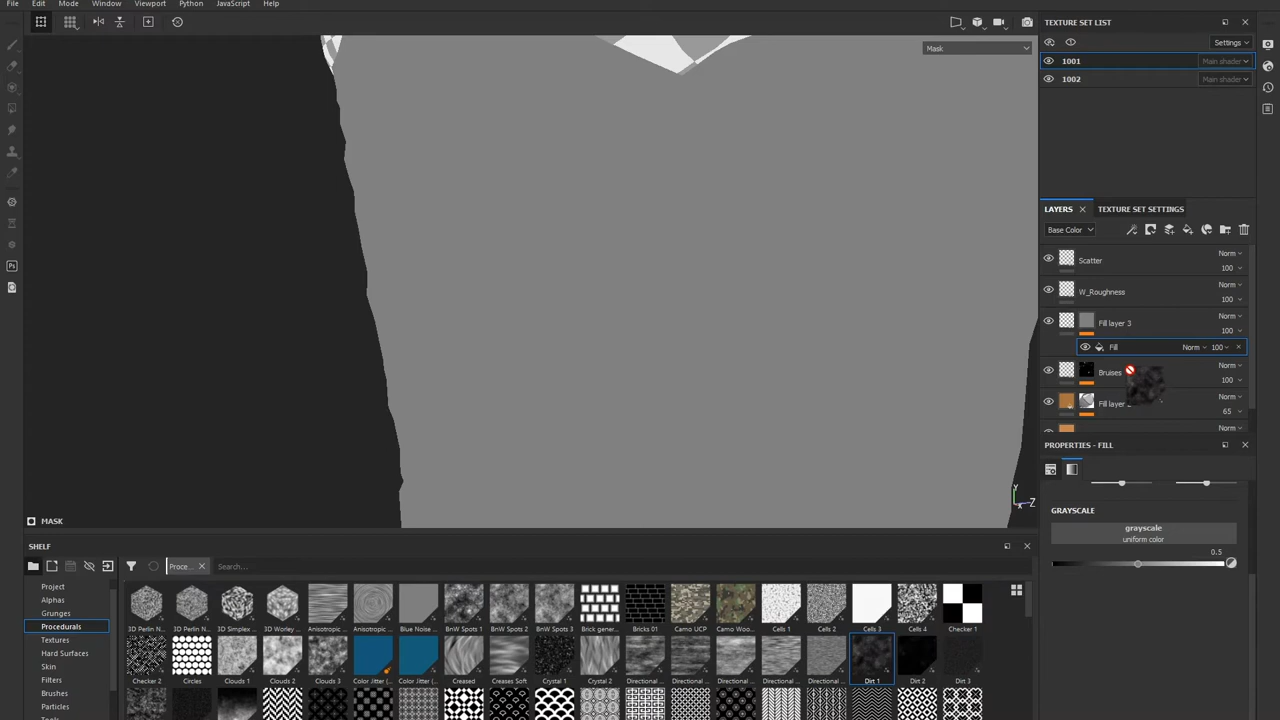 File Edit Mode Window Viewport Python JavaScript Help
Mask
MASK
Y
Z
X
TEXTURE SET LIST
Settings
1001 Main shader
1002 Main shader
LAYERS TEXTURE SET SETTINGS
Base Color
Scatter Norm 100
W_Roughness Norm 100
Fill layer 3 Norm 100
Fill Norm 100
Bruises Norm 100
Fill layer Norm 65
Norm
PROPERTIES - FILL
GRAYSCALE
grayscale
uniform color
0.5
SHELF
Proce... Search...
Project
Alphas
Grunges
Procedurals
Textures
Hard Surfaces
Skin
Filters
Brushes
Particles
Tools
3D Perlin N... 3D Perlin N... 3D Simplex ... 3D Worley ... Anisotropic ... Anisotropic ... Blue Noise ... BnW Spots 1 BnW Spots 2 BnW Spots 3 Brick gener... Bricks 01 Camo UCP Camo Woo... Cells 1 Cells 2 Cells 3 Cells 4 Checker 1
Checker 2 Circles Clouds 1 Clouds 2 Clouds 3 Color Jitter (... Color Jitter (... Creased Creases Soft Crystal 1 Crystal 2 Directional ... Directional ... Directional ... Directional ... Directional ... Dirt 1 Dirt 2 Dirt 3